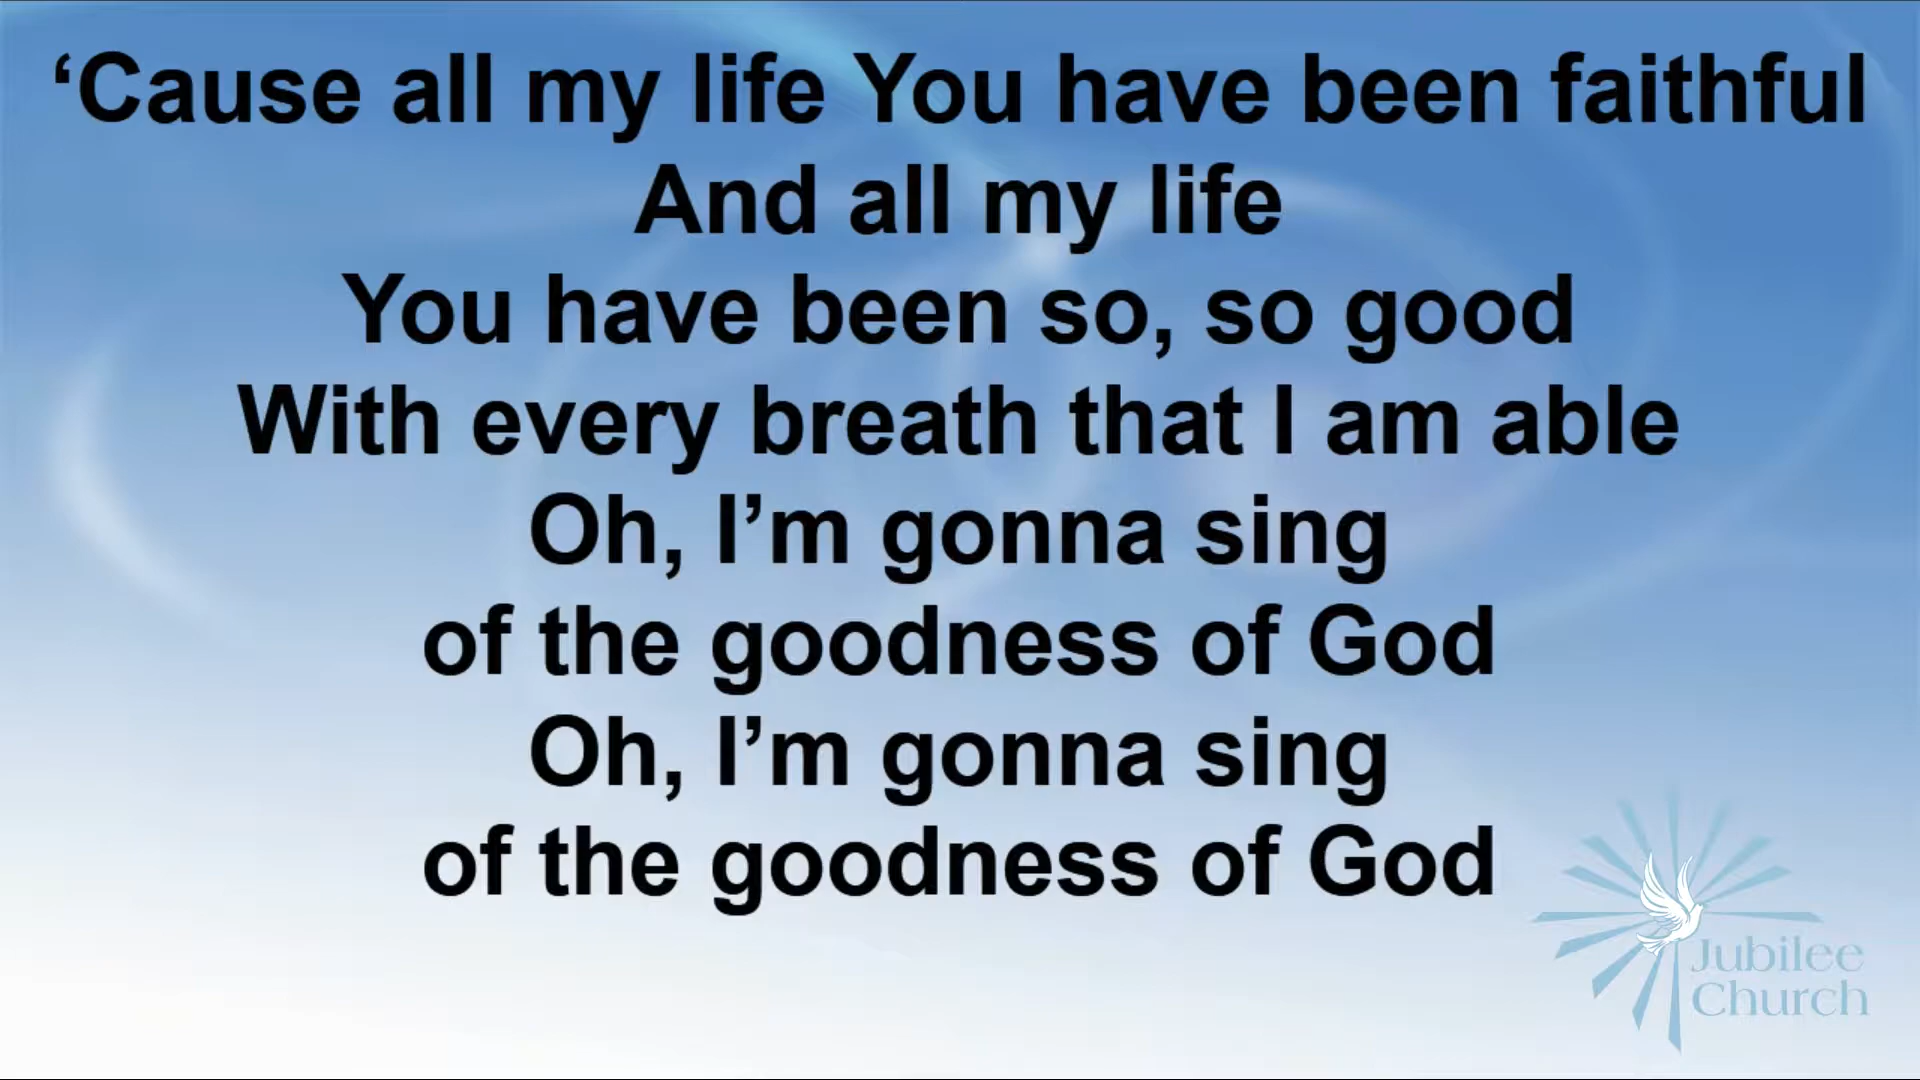 ‘Cause all my life You have been faithful
And all my life
You have been so, so good
With every breath that I am able
Oh, I’m gonna sing
of the goodness of God
Oh, I’m gonna sing
of the goodness of God
Jubilee
Church